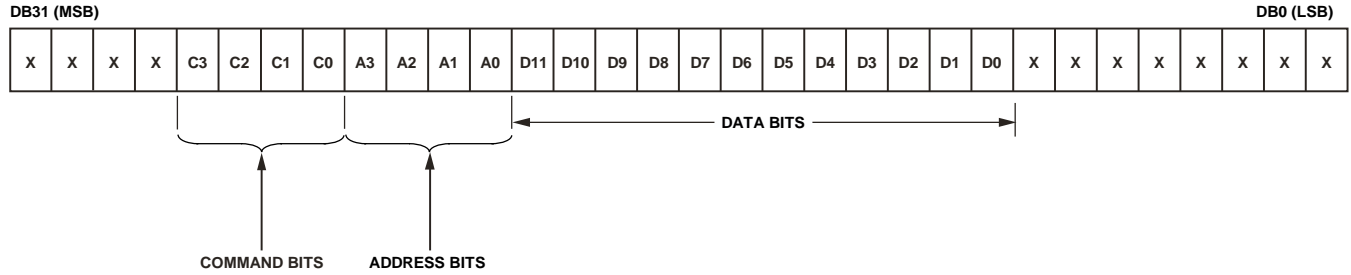 DB31 (MSB) DB0 (LSB)
X X X X C3 C2 C1 C0 A3 A2 A1 A0 D11 D10 D9 D8 D7 D6 D5 D4 D3 D2 D1 D0 X X X X X X X X
DATA BITS
COMMAND BITS ADDRESS BITS